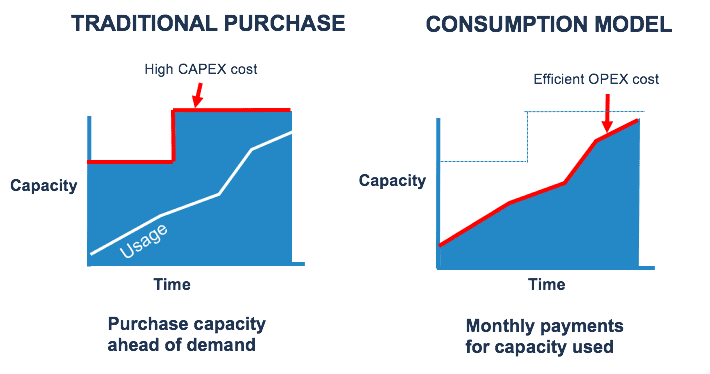 TRADITIONAL PURCHASE
High CAPEX cost
Capacity
Usage
Time
Purchase capacity
ahead of demand
CONSUMPTION MODEL
Efficient OPEX cost
Capacity
Time
Monthly payments
for capacity used